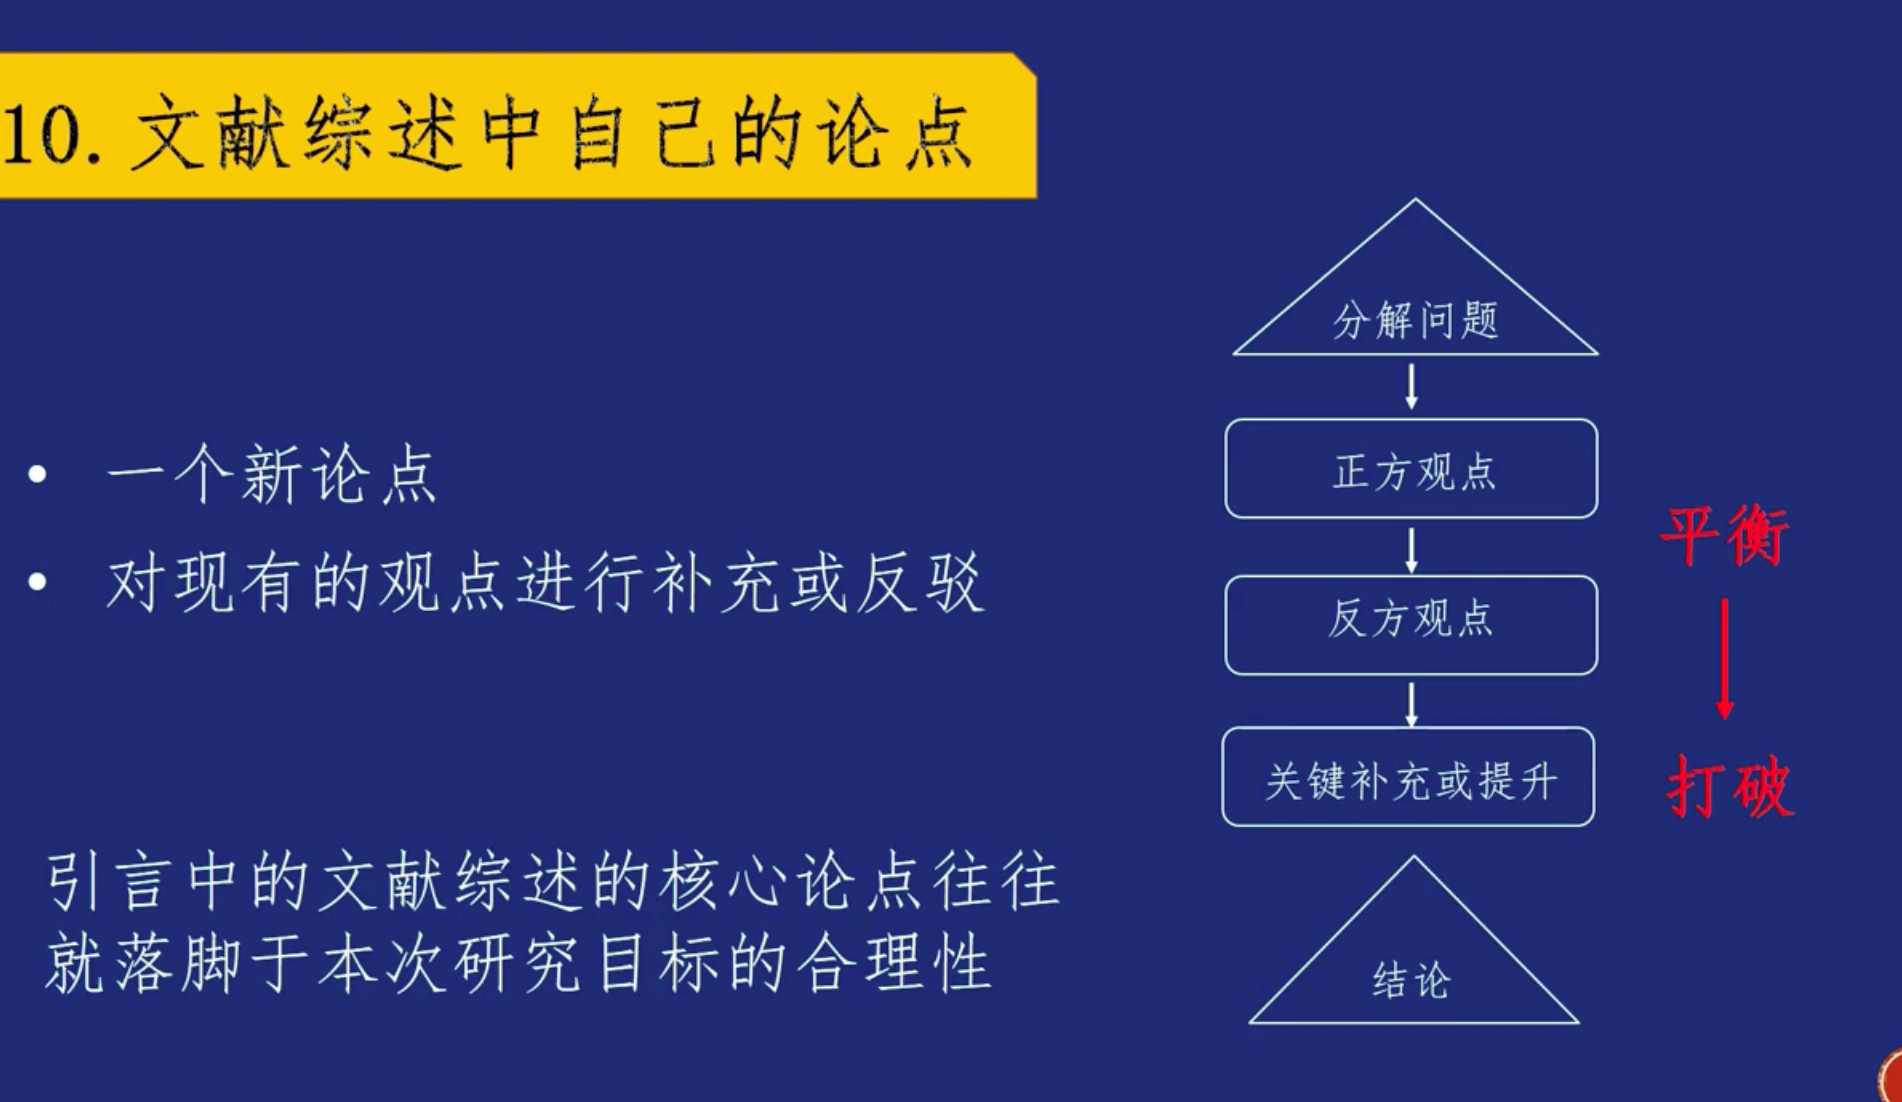 10.文献综述中自己的论点
• 一个新论点
• 对现有的观点进行补充或反驳
引言中的文献综述的核心论点往往
就落脚于本次研究目标的合理性
分解问题
正方观点
反方观点
关键补充或提升
结论
平衡
打破